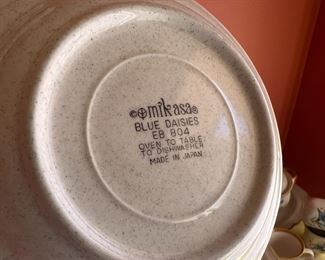 ©mikasa®
BLUE DAISIES
EB 804
OVEN TO TABLE
TO DISHWASHER
MADE IN JAPAN